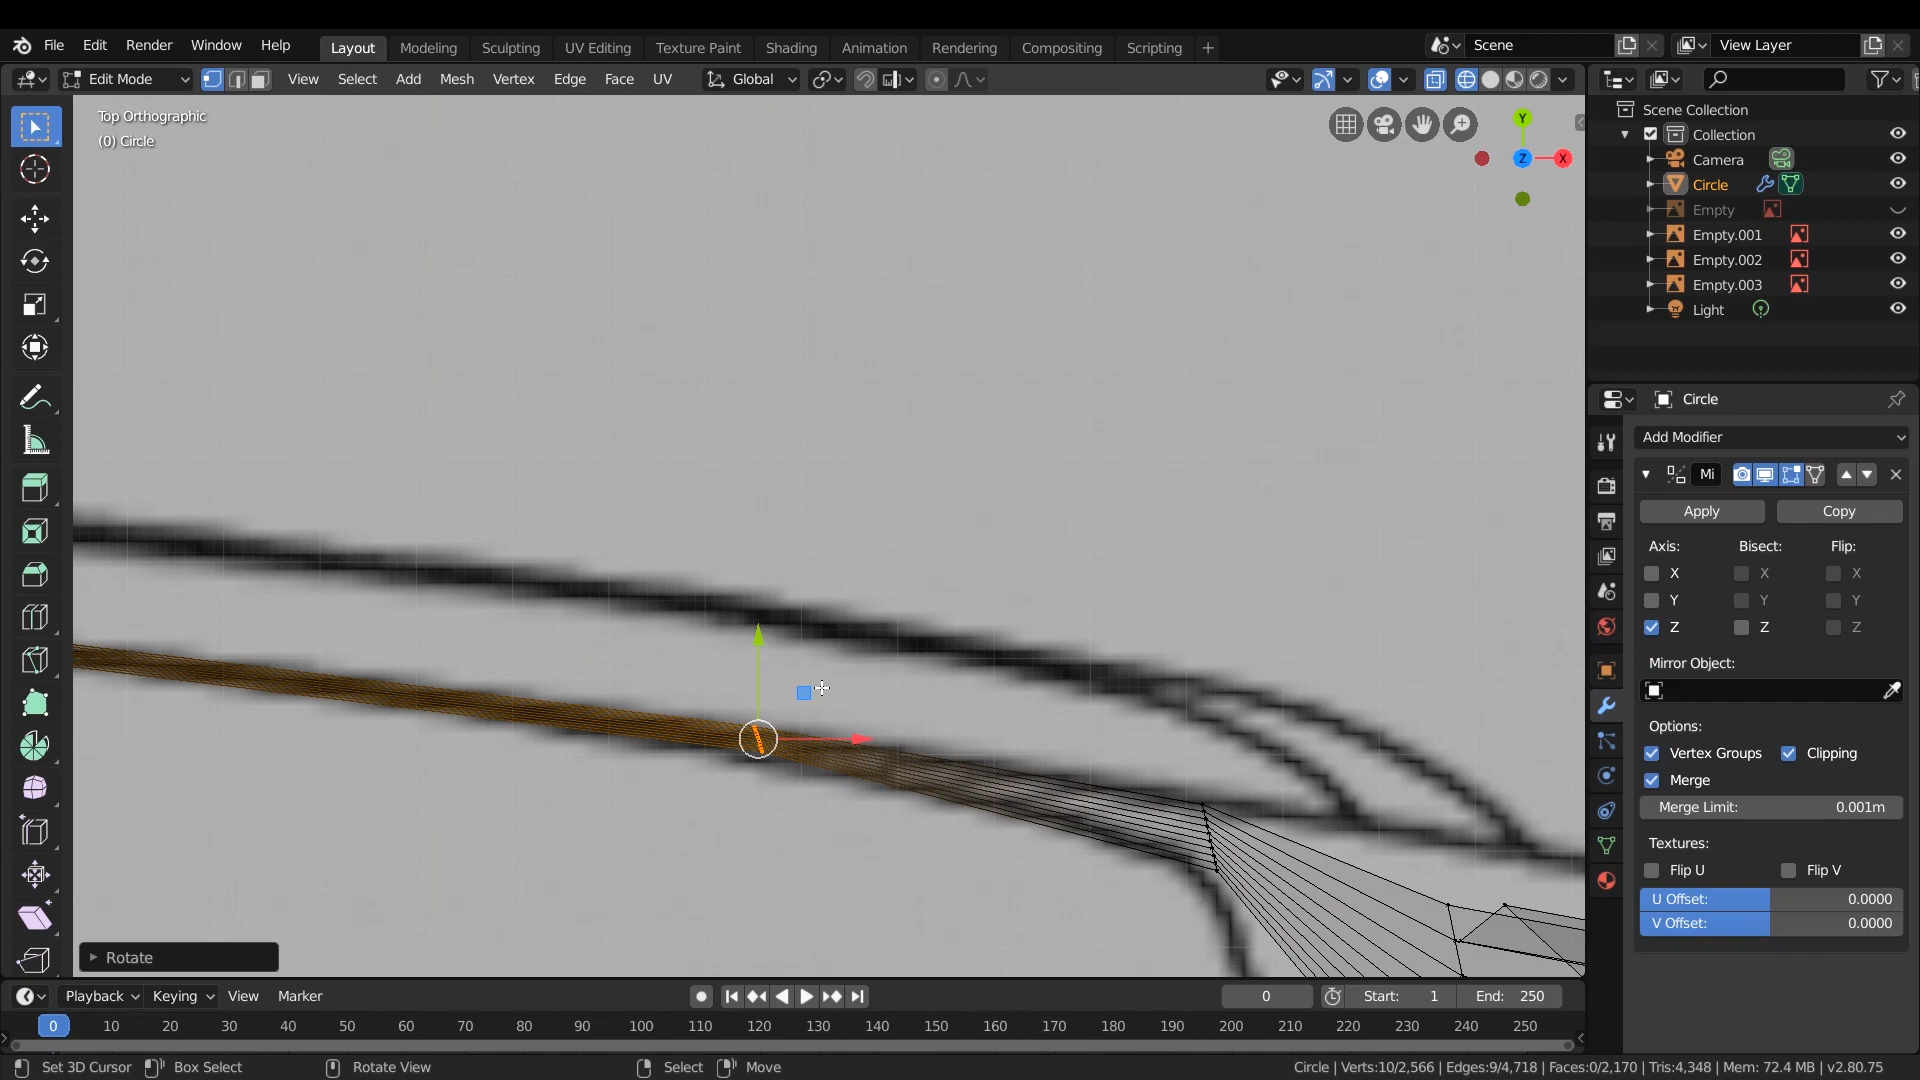 File Edit Render Window Help Layout Modeling Sculpting UV Editing Texture Paint Shading Animation Rendering Compositing Scripting + Scene View Layer
Edit Mode View Select Add Mesh Vertex Edge Face UV Global
Top Orthographic
(0) Circle
Y
Z X
Scene Collection
Collection
Camera
Circle
Empty
Empty.001
Empty.002
Empty.003
Light
Circle
Add Modifier
Mi
Apply Copy
Axis: Bisect: Flip:
X X X
Y Y Y
Z Z Z
Mirror Object:
Options:
Vertex Groups Clipping
Merge
Merge Limit: 0.001m
Textures:
Flip U Flip V
U Offset: 0.0000
V Offset: 0.0000
Rotate
Playback Keying View Marker 0 Start: 1 End: 250
0 10 20 30 40 50 60 70 80 90 100 110 120 130 140 150 160 170 180 190 200 210 220 230 240 250
Set 3D Cursor Box Select Rotate View Select Move Circle | Verts:10/2,566 | Edges:9/4,718 | Faces:0/2,170 | Tris:4,348 | Mem: 72.4 MB | v2.80.75